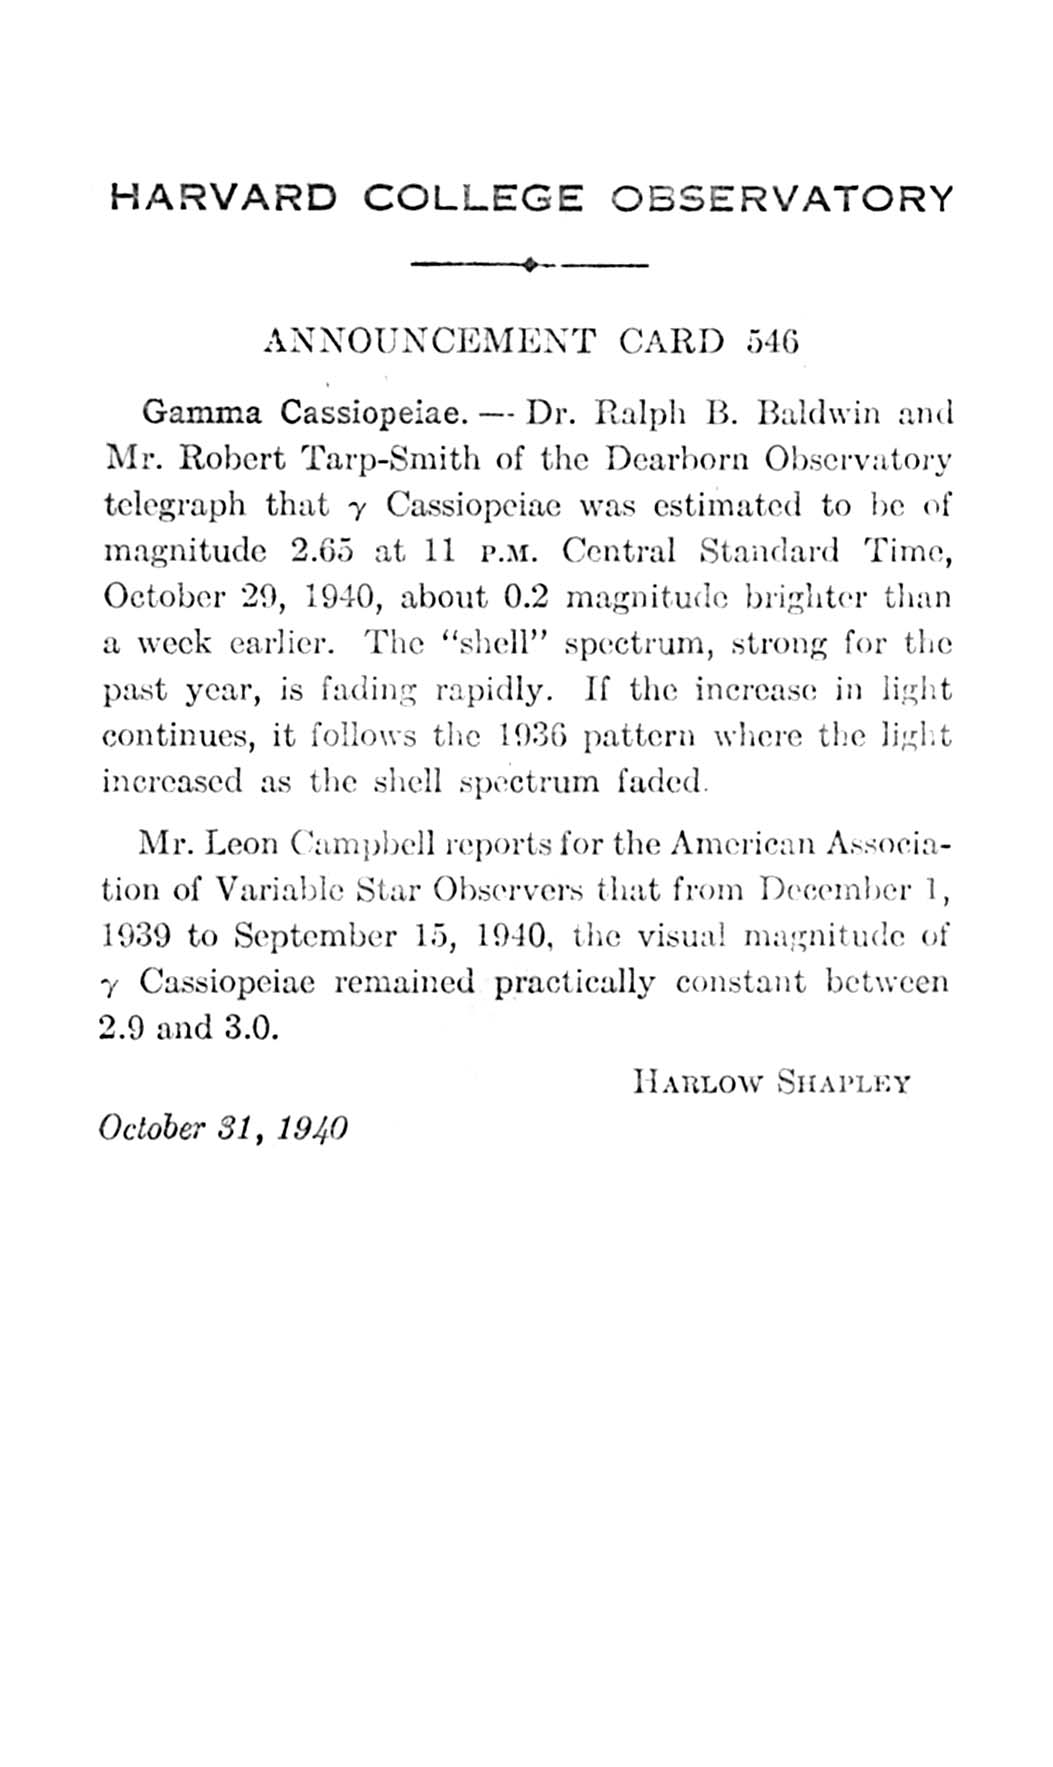 HARVARD COLLEGE OBSERVATORY
ANNOUNCEMENT CARD 546
Gamma Cassiopeiae. — Dr. Ralph B. Baldwin and
Mr. Robert Tarp-Smith of the Dearborn Observatory
telegraph that γ Cassiopeiae was estimated to be of
magnitude 2.65 at 11 P.M. Central Standard Time,
October 29, 1940, about 0.2 magnitude brighter than
a week earlier. The “shell” spectrum, strong for the
past year, is fading rapidly. If the increase in light
continues, it follows the 1936 pattern where the light
increased as the shell spectrum faded.
Mr. Leon Campbell reports for the American Associa-
tion of Variable Star Observers that from December 1,
1939 to September 15, 1940, the visual magnitude of
γ Cassiopeiae remained practically constant between
2.9 and 3.0.
HARLOW SHAPLEY
October 31, 1940